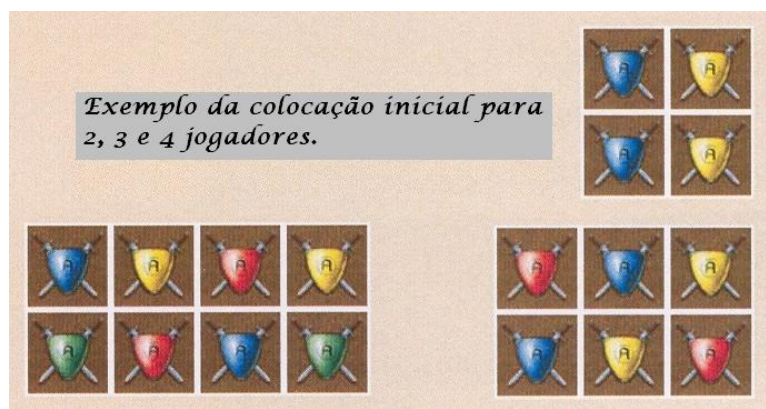 Exemplo da colocação inicial para
2, 3 e 4 jogadores.
A A
A A
A A A A
A A A
A A A A
A A A